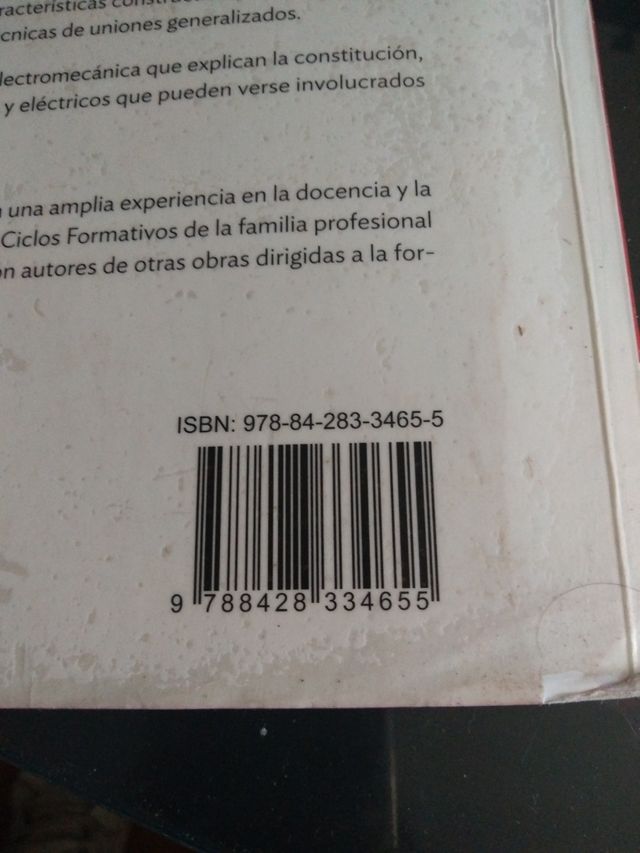 cnicas de uniones generalizados.
lectromecánica que explican la constitución,
y eléctricos que pueden verse involucrados
una amplia experiencia en la docencia y la
Ciclos Formativos de la familia profesional
n autores de otras obras dirigidas a la for-
ISBN: 978-84-283-3465-5
9 788428 334655